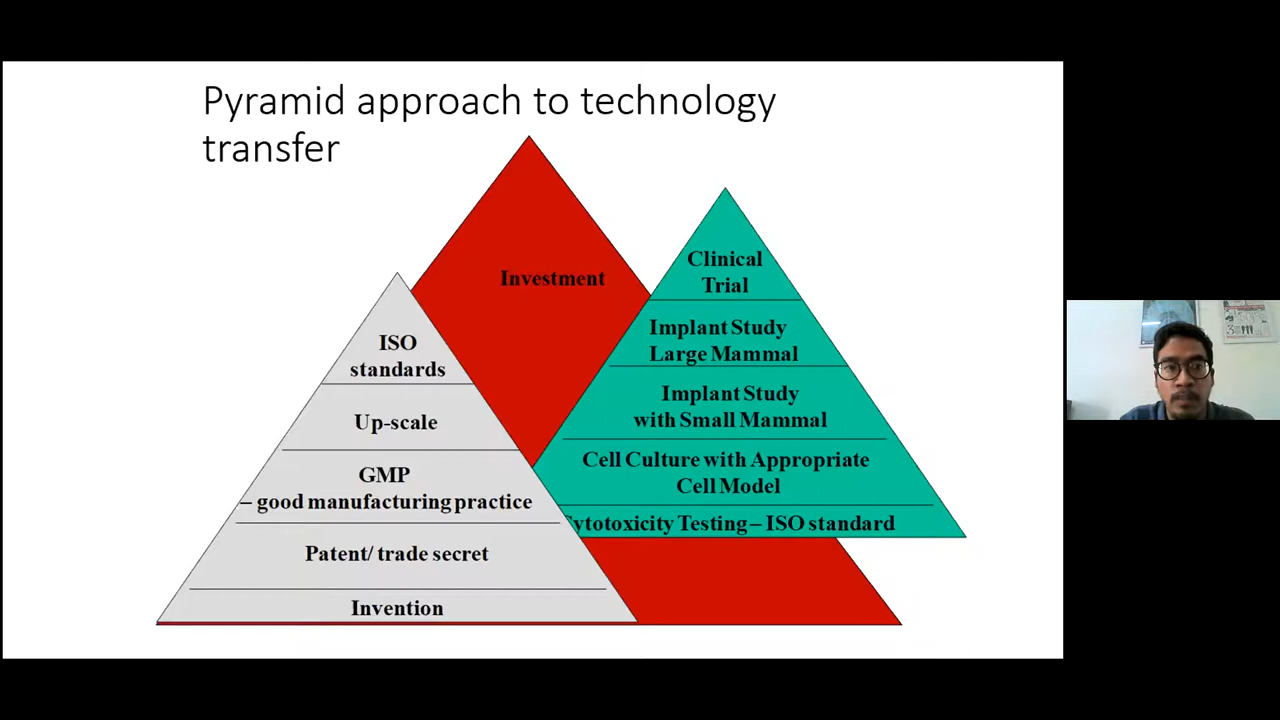 Pyramid approach to technology
transfer
Investment
ISO
standards
Up-scale
GMP
– good manufacturing practice
Patent/ trade secret
Invention
Clinical
Trial
Implant Study
Large Mammal
Implant Study
with Small Mammal
Cell Culture with Appropriate
Cell Model
ytotoxicity Testing – ISO standard